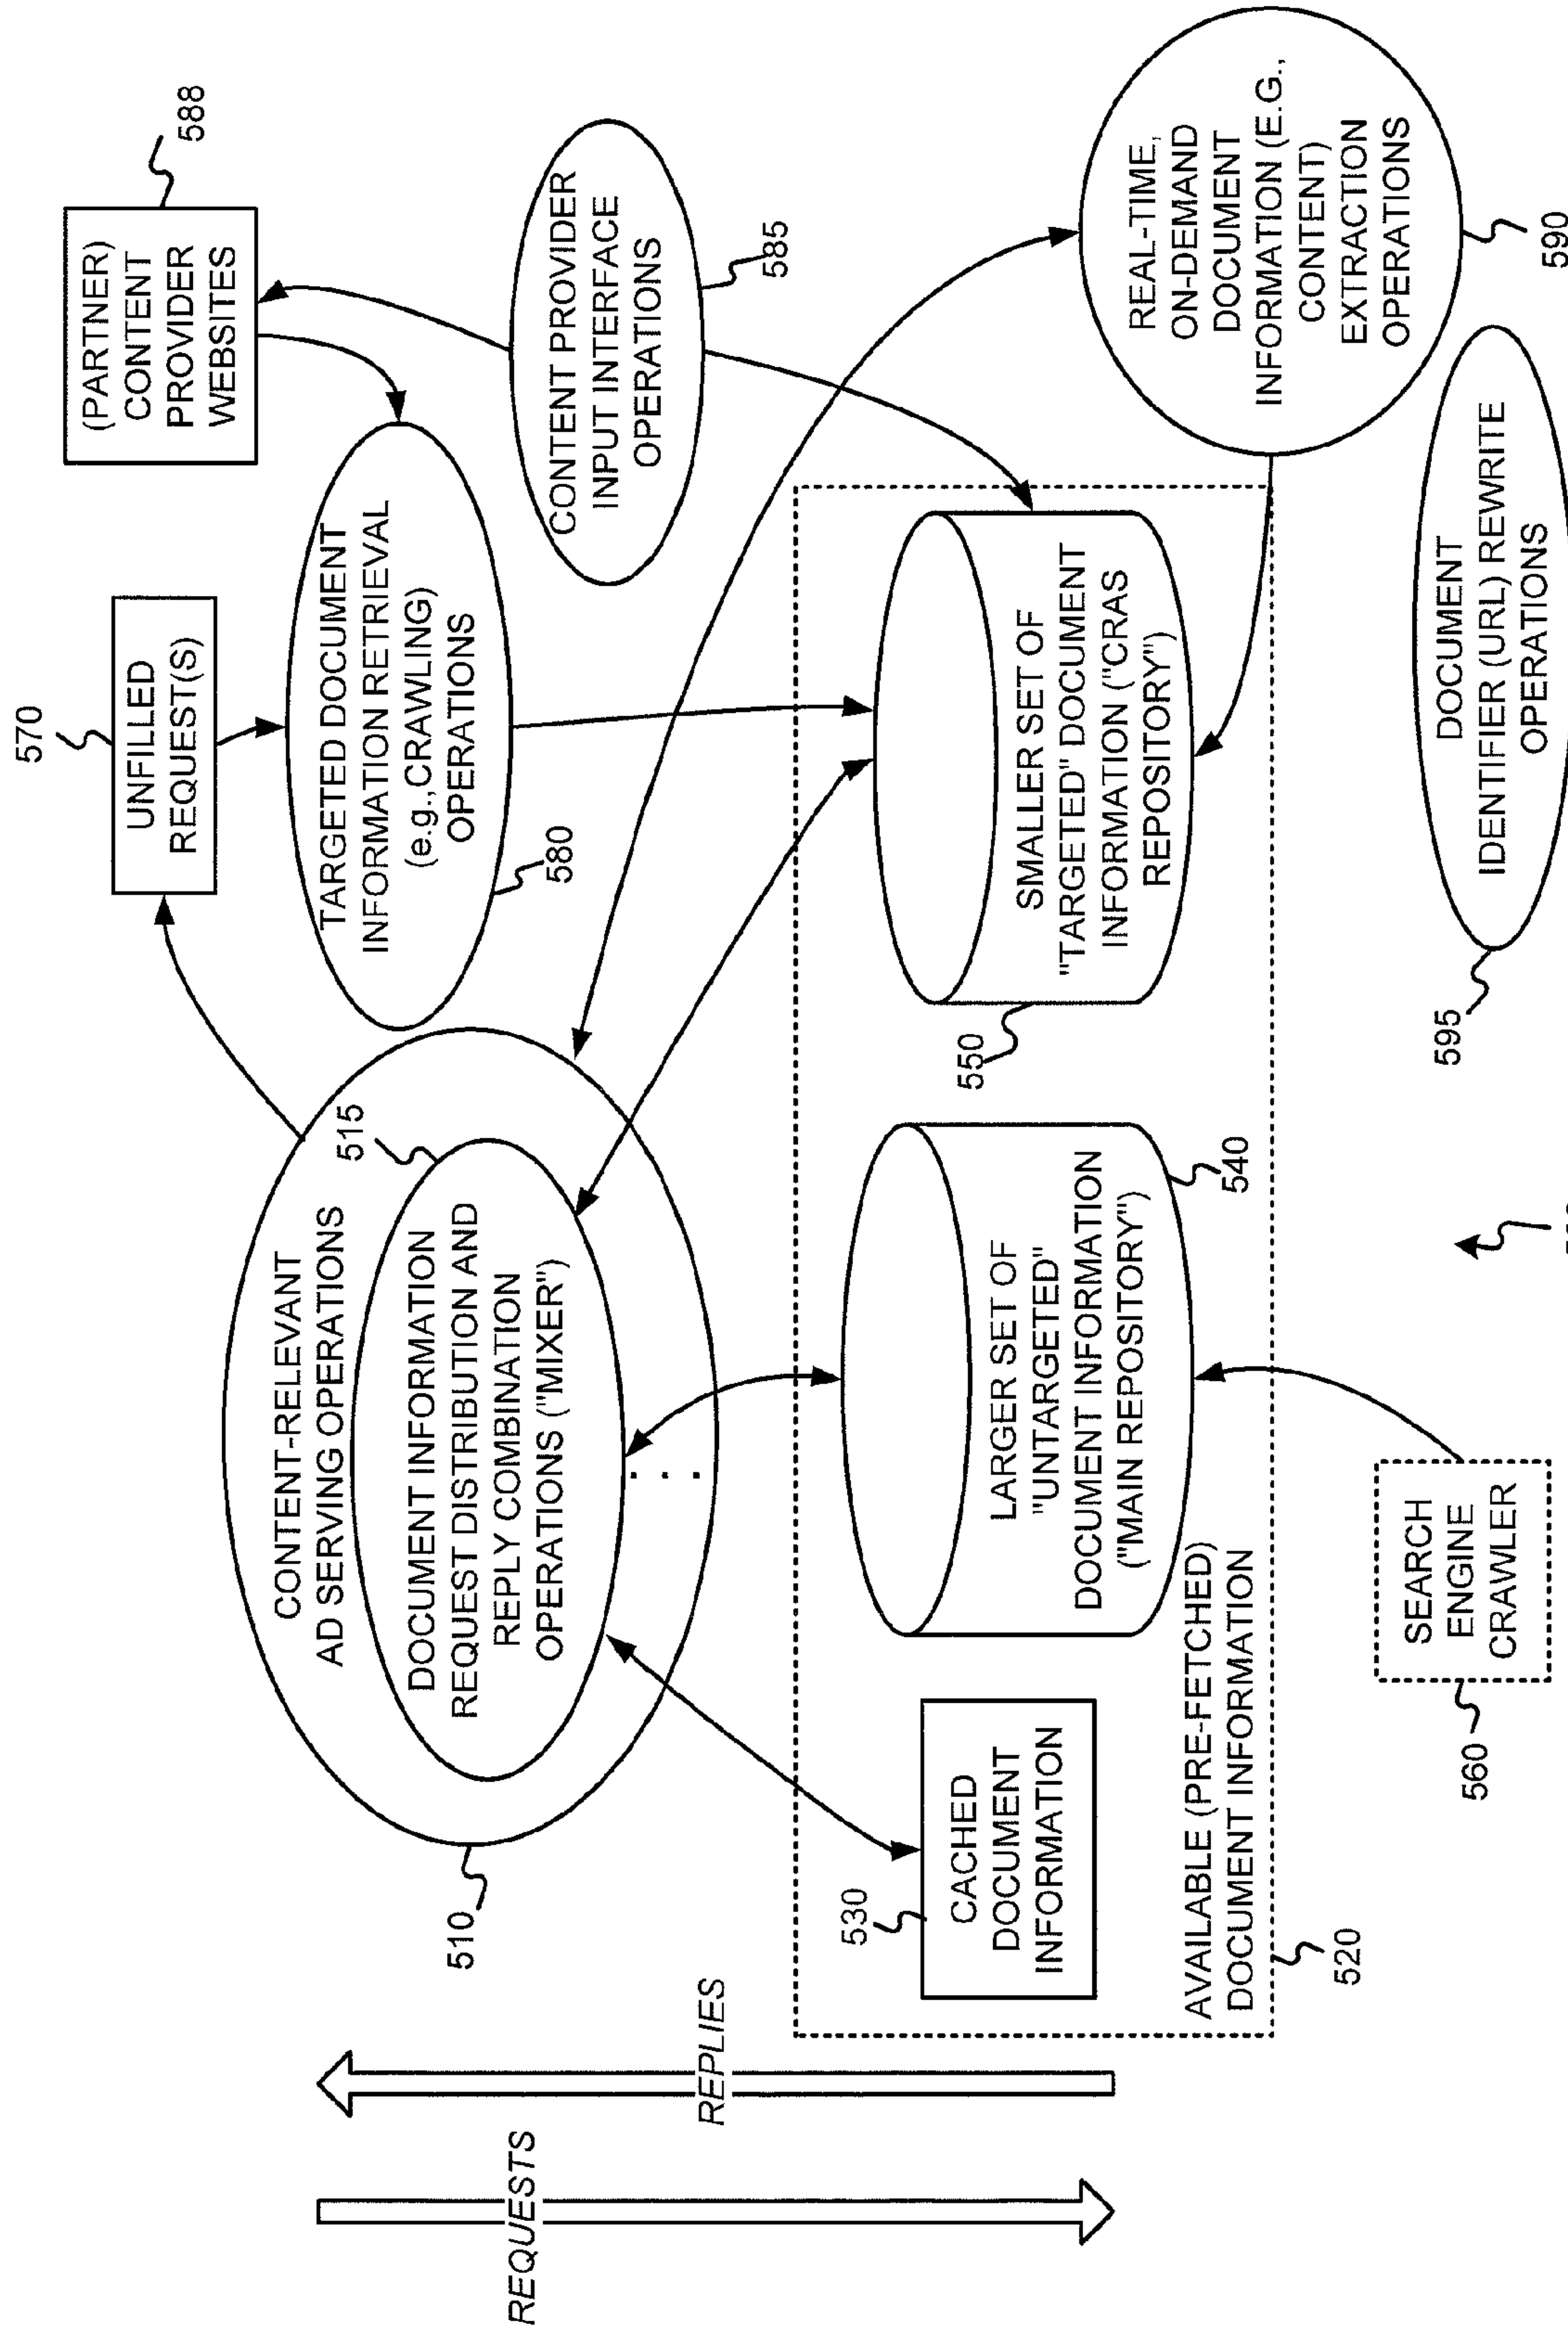 570
UNFILLED
REQUEST(S)
588
(PARTNER)
CONTENT
PROVIDER
WEBSITES
CONTENT-RELEVANT
AD SERVING OPERATIONS
515
DOCUMENT INFORMATION
REQUEST DISTRIBUTION AND
REPLY COMBINATION
OPERATIONS ("MIXER")
. . .
510
TARGETED DOCUMENT
INFORMATION RETRIEVAL
(e.g.,CRAWLING)
OPERATIONS
580
CONTENT PROVIDER
INPUT INTERFACE
OPERATIONS
585
REQUESTS
REPLIES
530
CACHED
DOCUMENT
INFORMATION
LARGER SET OF
"UNTARGETED"
DOCUMENT INFORMATION
("MAIN REPOSITORY")
540
SMALLER SET OF
"TARGETED" DOCUMENT
INFORMATION ("CRAS
REPOSITORY")
550
AVAILABLE (PRE-FETCHED)
DOCUMENT INFORMATION
520
REAL-TIME,
ON-DEMAND
DOCUMENT
INFORMATION (E.G.,
CONTENT)
EXTRACTION
OPERATIONS
590
SEARCH
ENGINE
CRAWLER
560
DOCUMENT
IDENTIFIER (URL) REWRITE
OPERATIONS
595